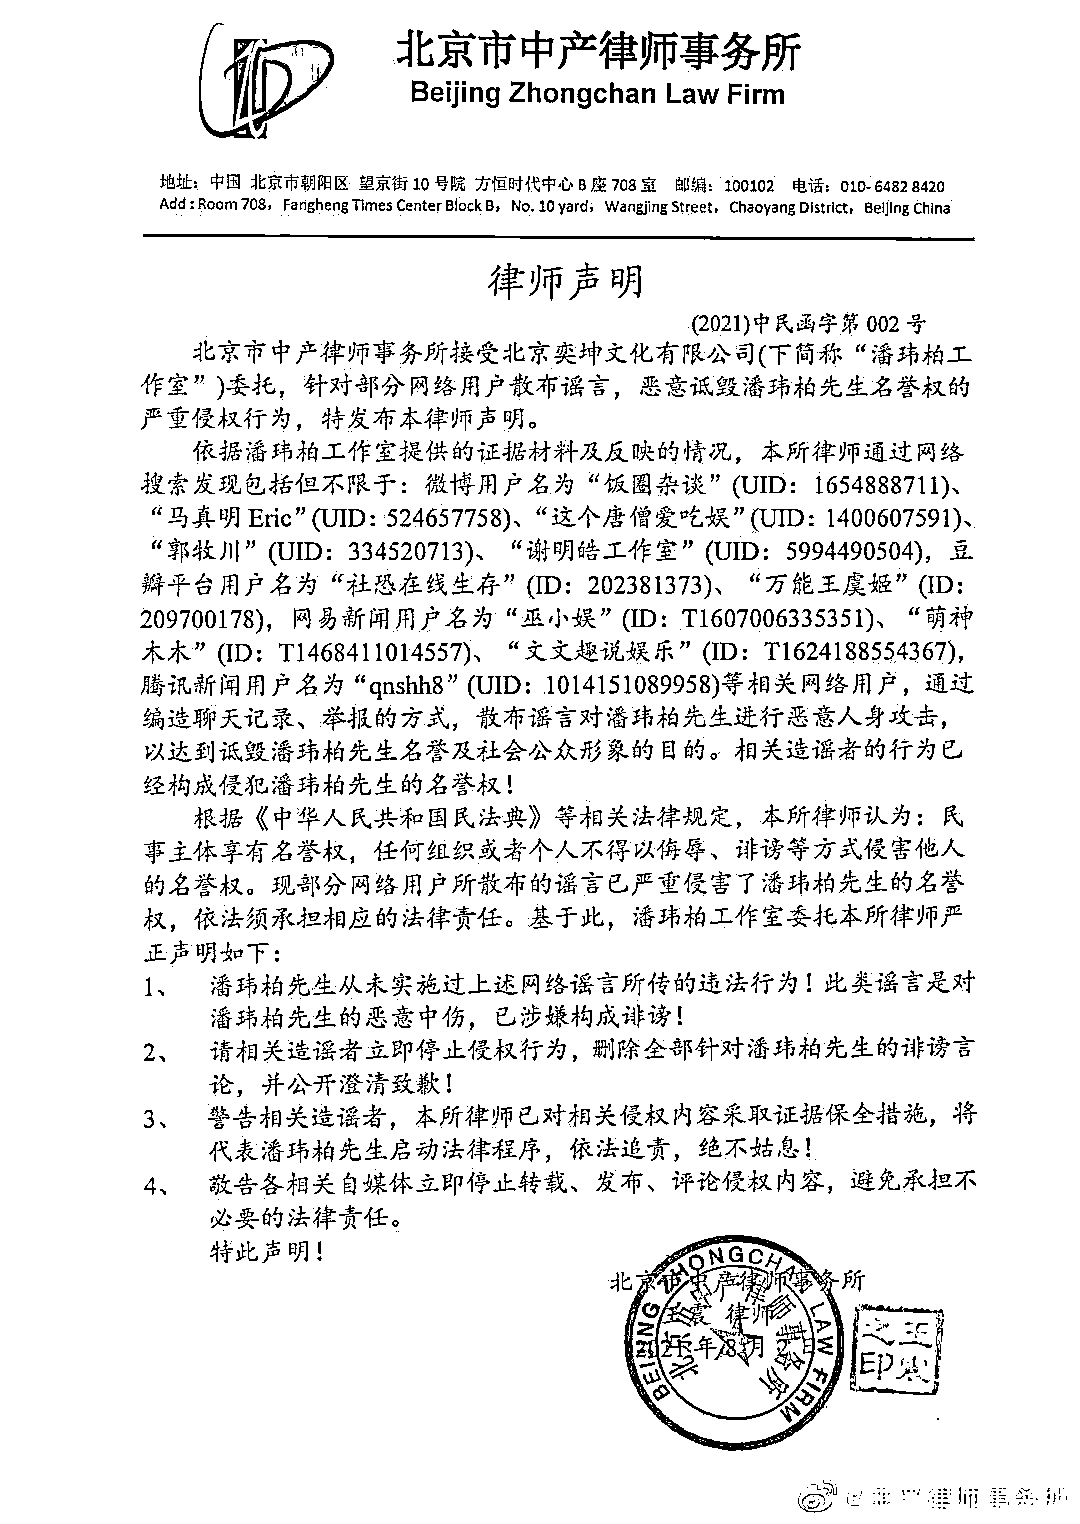 北京市中产律师事务所
Beijing Zhongchan Law Firm
地址：中国 北京市朝阳区 望京街10号院 方恒时代中心B座708室 邮编：100102 电话：010-6482 8420
Add：Room 708，Fangheng Times Center Block B，No. 10 yard，Wangjing Street，Chaoyang District，Beijing China
律师声明
(2021)中民函字第 002 号
北京市中产律师事务所接受北京奕坤文化有限公司(下简称“潘玮柏工
作室”)委托，针对部分网络用户散布谣言，恶意诋毁潘玮柏先生名誉权的
严重侵权行为，特发布本律师声明。
依据潘玮柏工作室提供的证据材料及反映的情况，本所律师通过网络
搜索发现包括但不限于：微博用户名为“饭圈杂谈”(UID：1654888711)、
“马真明 Eric”(UID：524657758)、“这个唐僧爱吃娱”(UID：1400607591)、
“郭牧川”(UID：334520713)、“谢明皓工作室”(UID：5994490504)，豆
瓣平台用户名为“社恐在线生存”(ID：202381373)、“万能王虞姬”(ID：
209700178)，网易新闻用户名为“巫小娱”(ID：T1607006335351)、“萌神
木木”(ID：T1468411014557)、“文文趣说娱乐”(ID：T1624188554367)，
腾讯新闻用户名为“qnshh8”(UID：1014151089958)等相关网络用户，通过
编造聊天记录、举报的方式，散布谣言对潘玮柏先生进行恶意人身攻击，
以达到诋毁潘玮柏先生名誉及社会公众形象的目的。相关造谣者的行为已
经构成侵犯潘玮柏先生的名誉权！
根据《中华人民共和国民法典》等相关法律规定，本所律师认为：民
事主体享有名誉权，任何组织或者个人不得以侮辱、诽谤等方式侵害他人
的名誉权。现部分网络用户所散布的谣言已严重侵害了潘玮柏先生的名誉
权，依法须承担相应的法律责任。基于此，潘玮柏工作室委托本所律师严
正声明如下：
1、 潘玮柏先生从未实施过上述网络谣言所传的违法行为！此类谣言是对
潘玮柏先生的恶意中伤，已涉嫌构成诽谤！
2、 请相关造谣者立即停止侵权行为，删除全部针对潘玮柏先生的诽谤言
论，并公开澄清致歉！
3、 警告相关造谣者，本所律师已对相关侵权内容采取证据保全措施，将
代表潘玮柏先生启动法律程序，依法追责，绝不姑息！
4、 敬告各相关自媒体立即停止转载、发布、评论侵权内容，避免承担不
必要的法律责任。
特此声明！
北京市中产律师事务所
王震 律师
年 8 月
BEIJING ZHONGCHAN LAW FIRM
北京市中产律师事务所
王震之印
@中产律师事务所